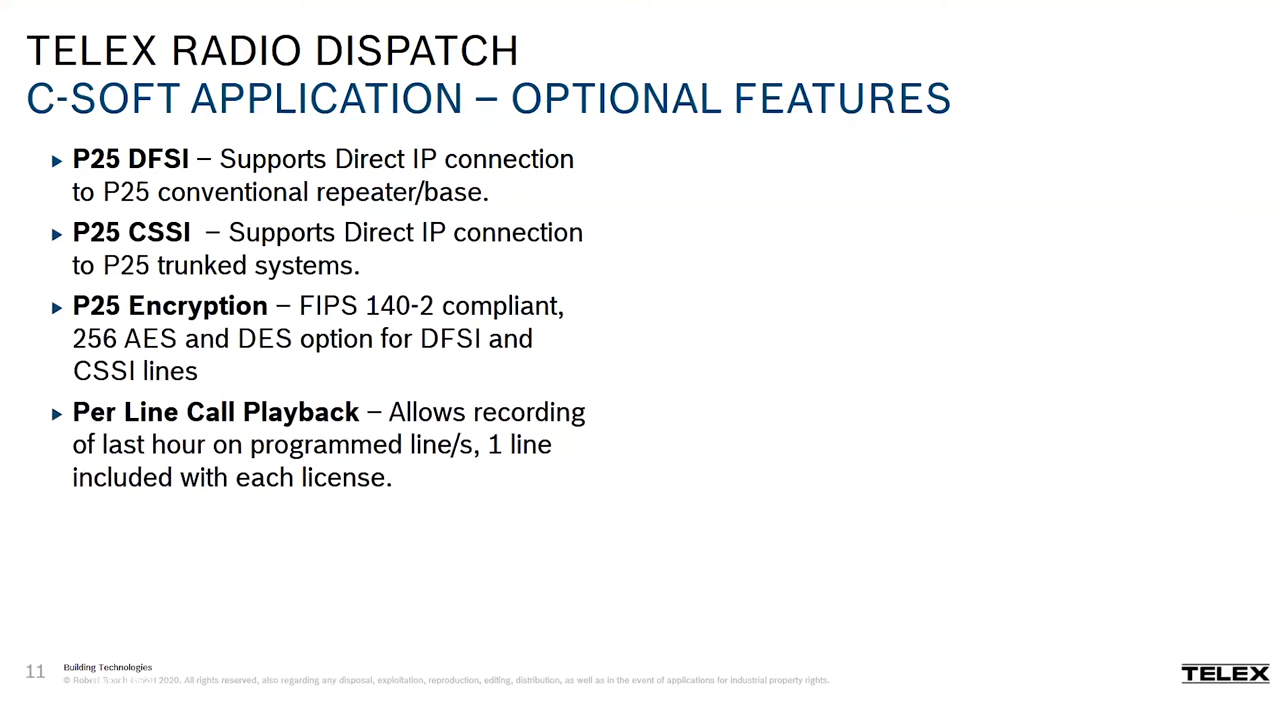 TELEX RADIO DISPATCH
C-SOFT APPLICATION – OPTIONAL FEATURES
P25 DFSI – Supports Direct IP connection
to P25 conventional repeater/base.
P25 CSSI – Supports Direct IP connection
to P25 trunked systems.
P25 Encryption – FIPS 140-2 compliant,
256 AES and DES option for DFSI and
CSSI lines
Per Line Call Playback – Allows recording
of last hour on programmed line/s, 1 line
included with each license.
11
Building Technologies
© Robert Bosch GmbH 2020. All rights reserved, also regarding any disposal, exploitation, reproduction, editing, distribution, as well as in the event of applications for industrial property rights.
TELEX